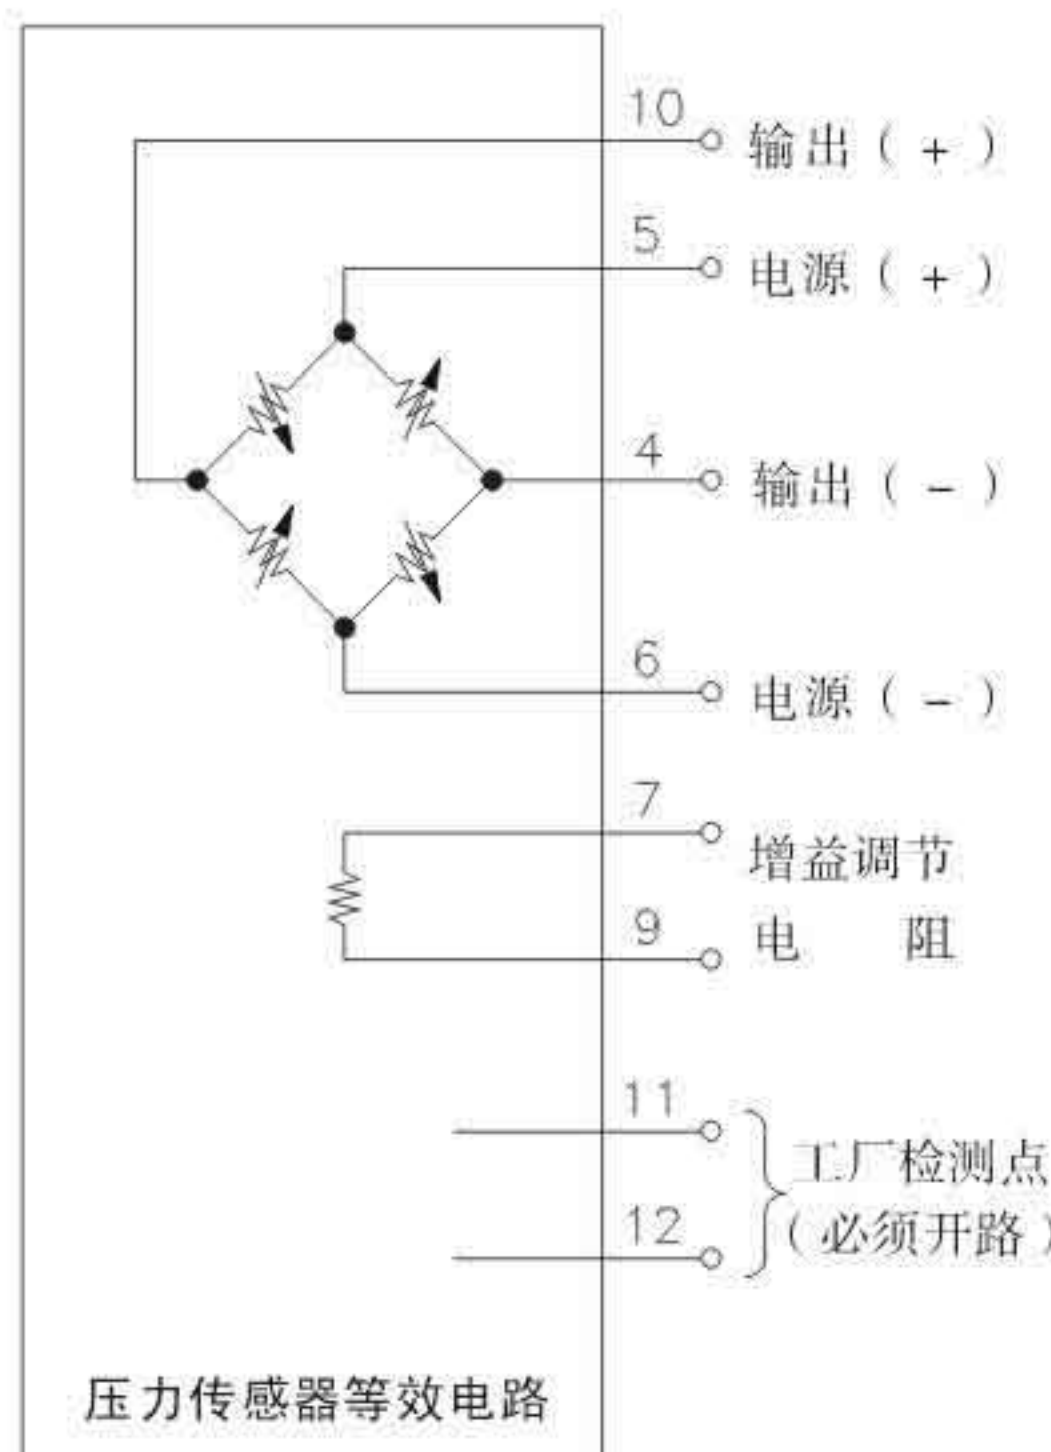 10
输出（+）
5
电源（+）
4
输出（-）
6
电源（-）
7
增益调节
9
电 阻
11
工厂检测点
12
（必须开路）
压力传感器等效电路